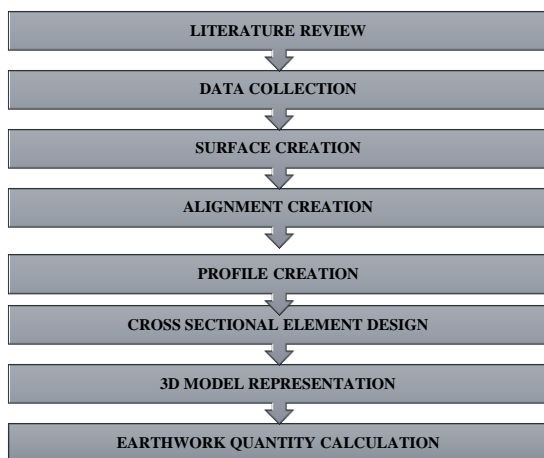 LITERATURE REVIEW
DATA COLLECTION
SURFACE CREATION
ALIGNMENT CREATION
PROFILE CREATION
CROSS SECTIONAL ELEMENT DESIGN
3D MODEL REPRESENTATION
EARTHWORK QUANTITY CALCULATION